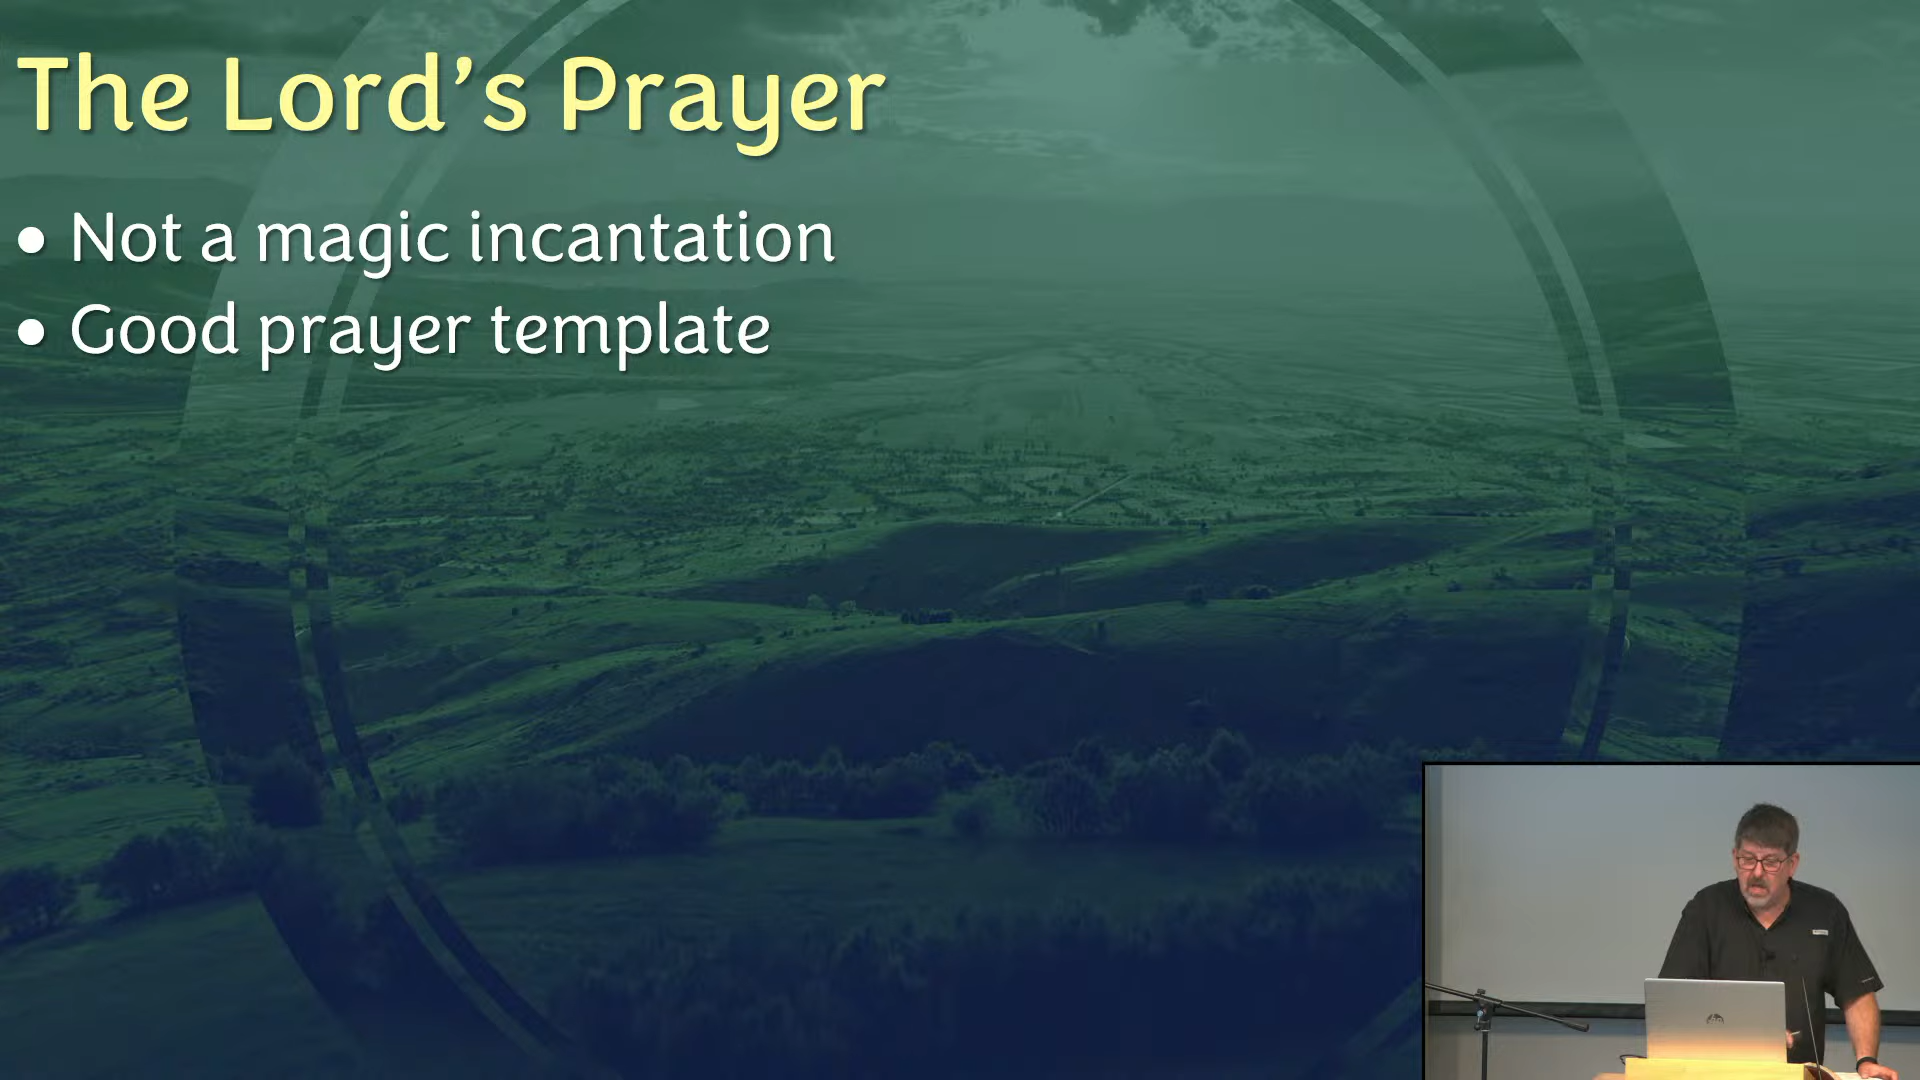 The Lord’s Prayer
• Not a magic incantation
• Good prayer template